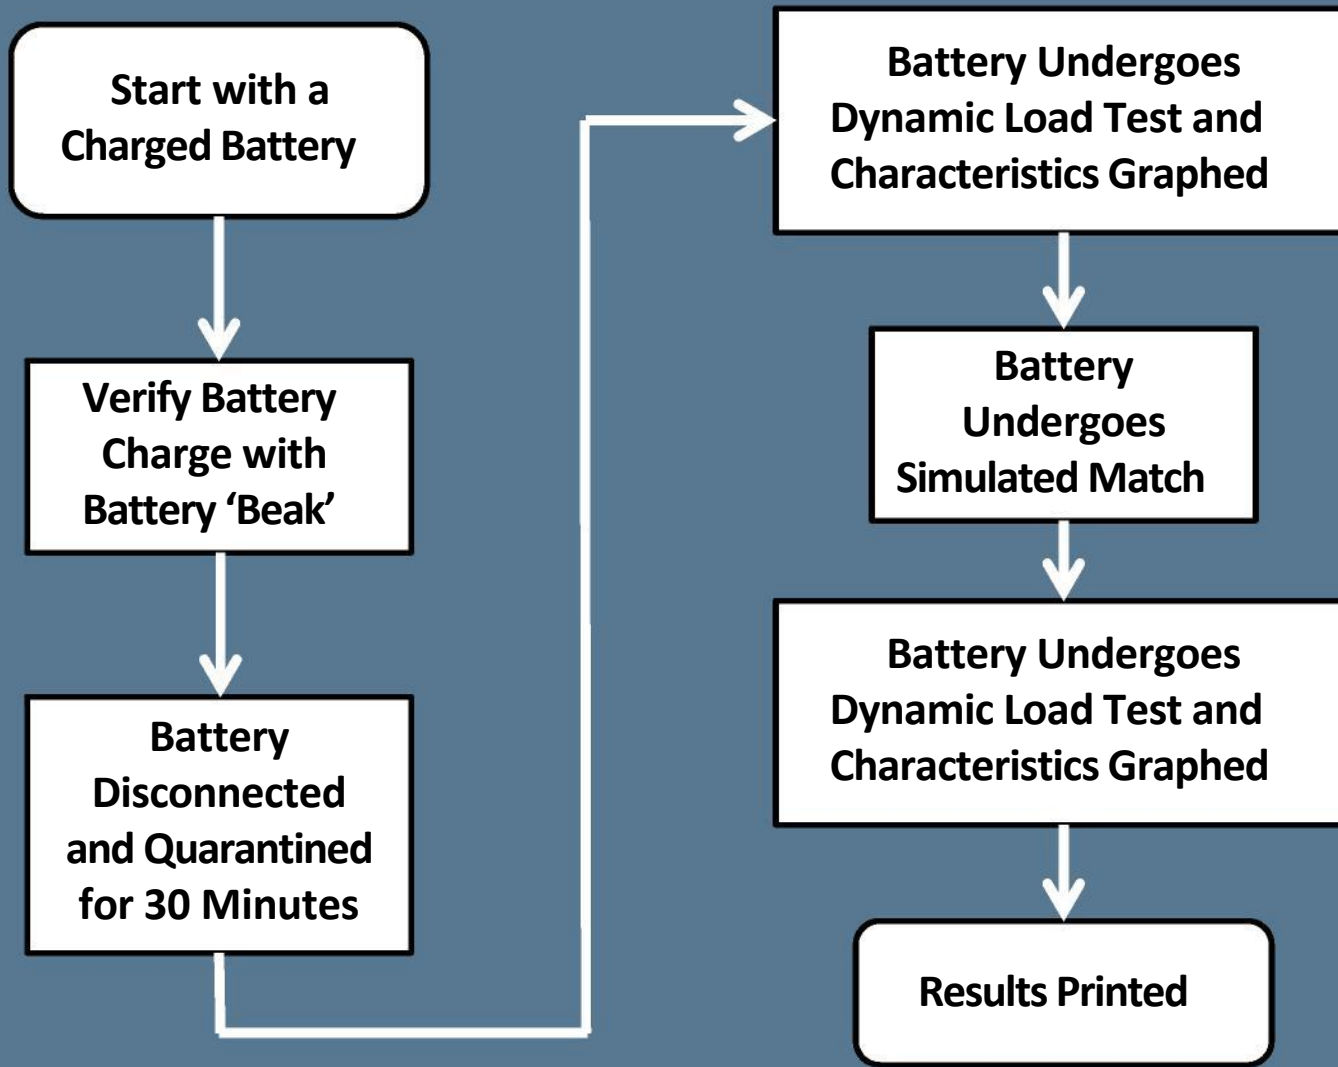 Start with a
Charged Battery
Verify Battery
Charge with
Battery ‘Beak’
Battery
Disconnected
and Quarantined
for 30 Minutes
Battery Undergoes
Dynamic Load Test and
Characteristics Graphed
Battery
Undergoes
Simulated Match
Battery Undergoes
Dynamic Load Test and
Characteristics Graphed
Results Printed